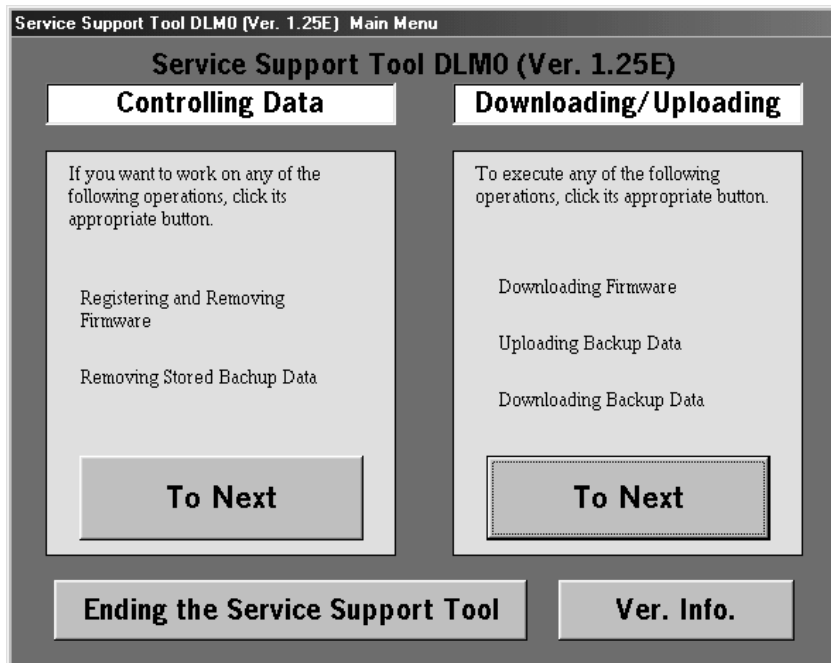 Service Support Tool DLM0 (Ver. 1.25E)  Main Menu
Service Support Tool DLM0 (Ver. 1.25E)
Controlling Data
If you want to work on any of the
following operations, click its
appropriate button.
Registering and Removing
Firmware
Removing Stored Bachup Data
To Next
Downloading/Uploading
To execute any of the following
operations, click its appropriate button.
Downloading Firmware
Uploading Backup Data
Downloading Backup Data
To Next
Ending the Service Support Tool
Ver. Info.